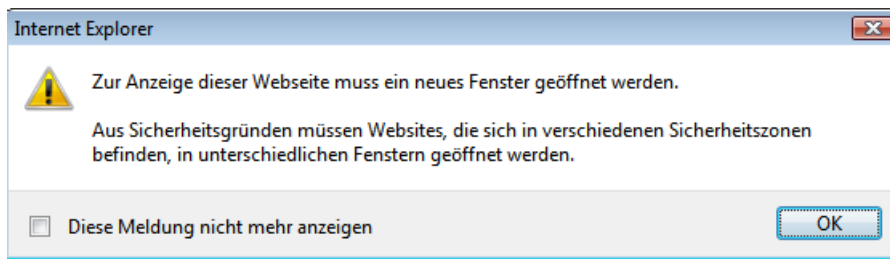 Internet Explorer
Zur Anzeige dieser Webseite muss ein neues Fenster geöffnet werden.
Aus Sicherheitsgründen müssen Websites, die sich in verschiedenen Sicherheitszonen
befinden, in unterschiedlichen Fenstern geöffnet werden.
Diese Meldung nicht mehr anzeigen
OK